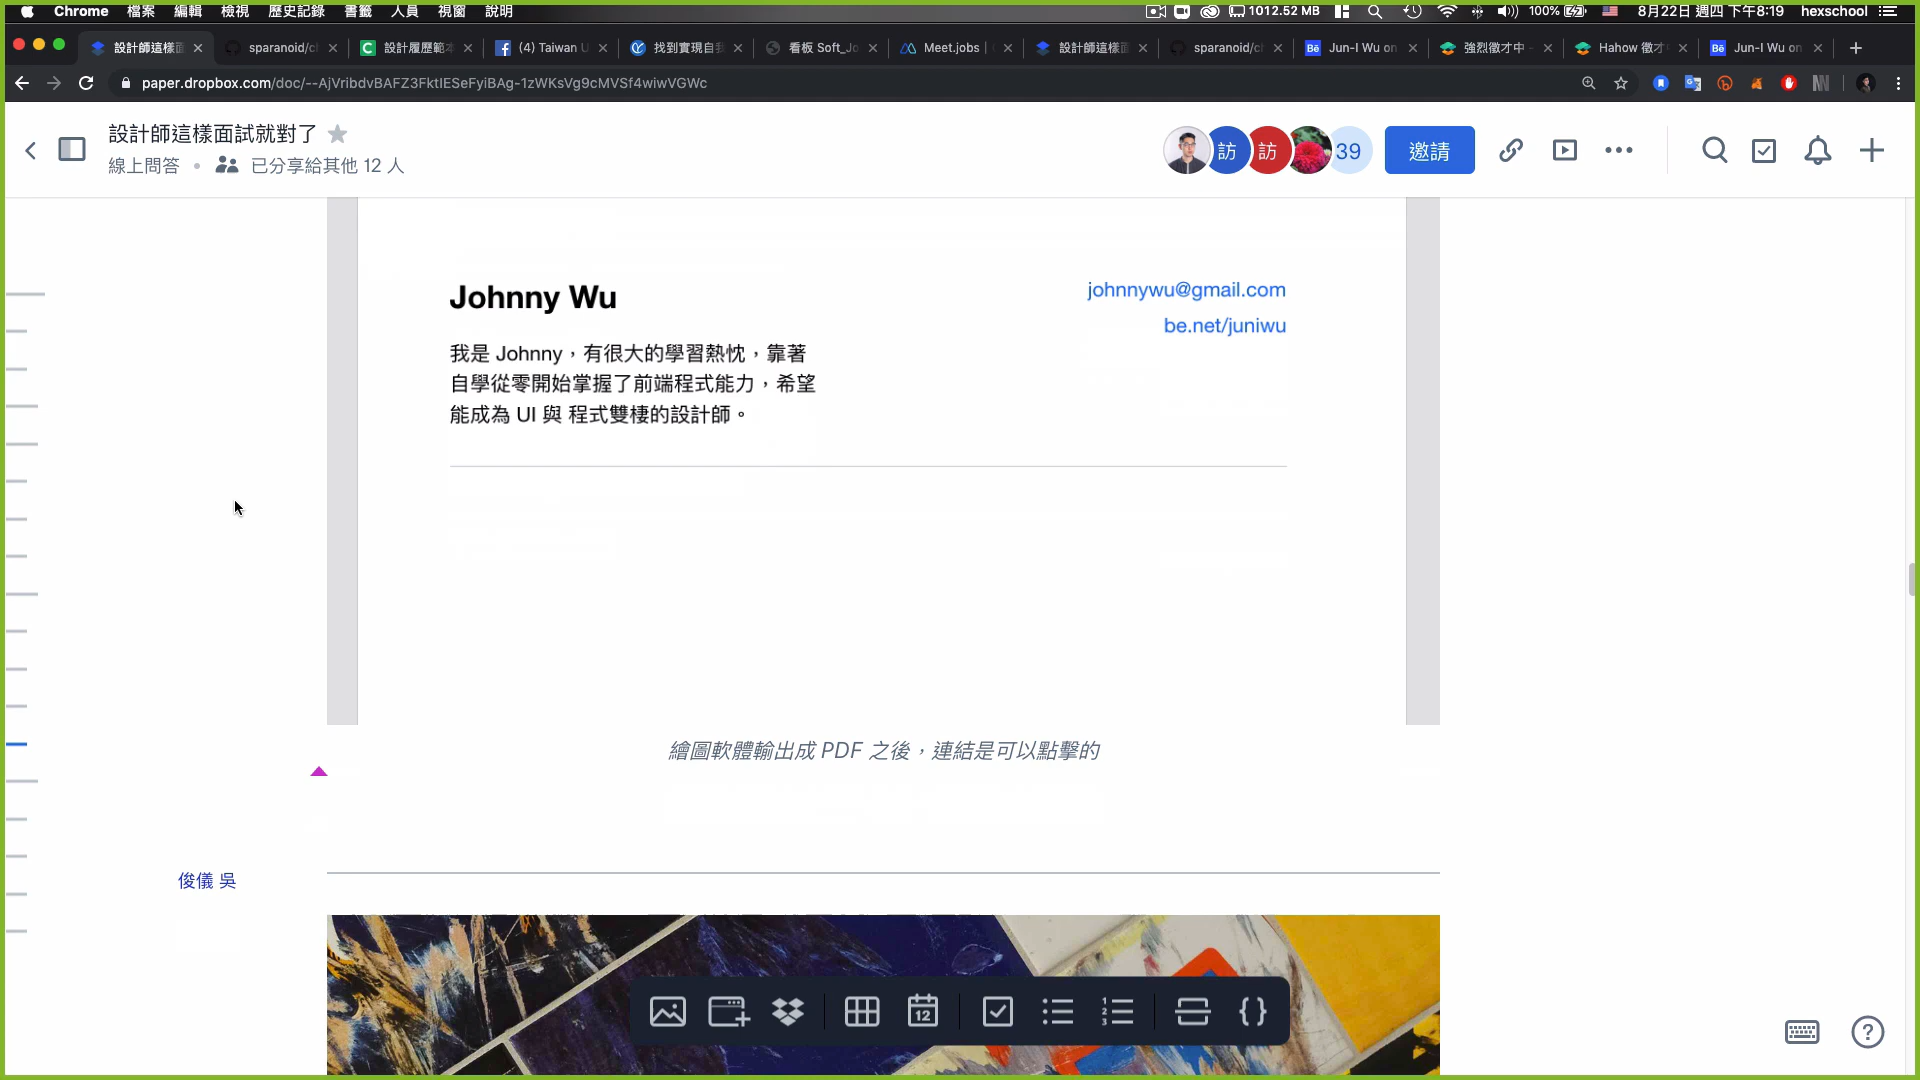 Chrome 檔案 編輯 檢視 歷史記錄 書籤 人員 視窗 說明 1012.52 MB 100% 8月22日 週四 下午8:19 hexschool
設計師這樣面 sparanoid/cl 設計履歷範本 (4) Taiwan U 找到實現自我 看板 Soft_Jo Meet.jobs | 設計師這樣面 sparanoid/cl Jun-I Wu on 強烈徵才中 - Hahow 徵才 Jun-I Wu on
paper.dropbox.com/doc/--AjVribdvBAFZ3FktIESeFyiBAg-1zWKsVg9cMVSf4wiwVGWc
設計師這樣面試就對了
線上問答 • 已分享給其他 12 人
訪 訪 39 邀請
Johnny Wu
johnnywu@gmail.com
be.net/juniwu
我是 Johnny，有很大的學習熱忱，靠著
自學從零開始掌握了前端程式能力，希望
能成為 UI 與 程式雙棲的設計師。
繪圖軟體輸出成 PDF 之後，連結是可以點擊的
俊儀 吳
12